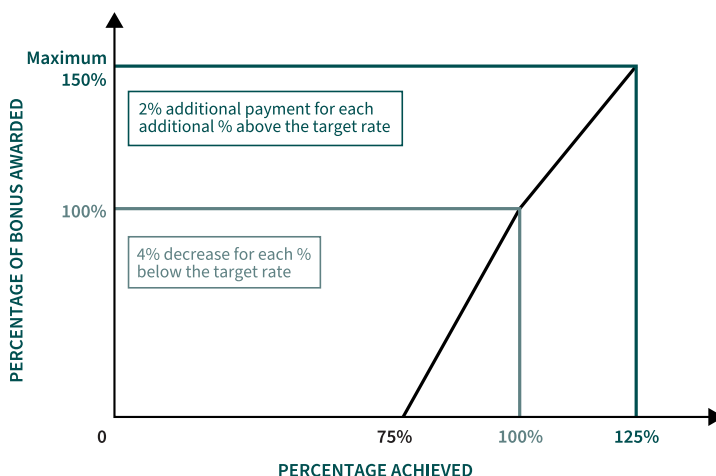 Maximum
150%
2% additional payment for each
additional % above the target rate
100%
4% decrease for each %
below the target rate
PERCENTAGE OF BONUS AWARDED
0
75%
100%
125%
PERCENTAGE ACHIEVED